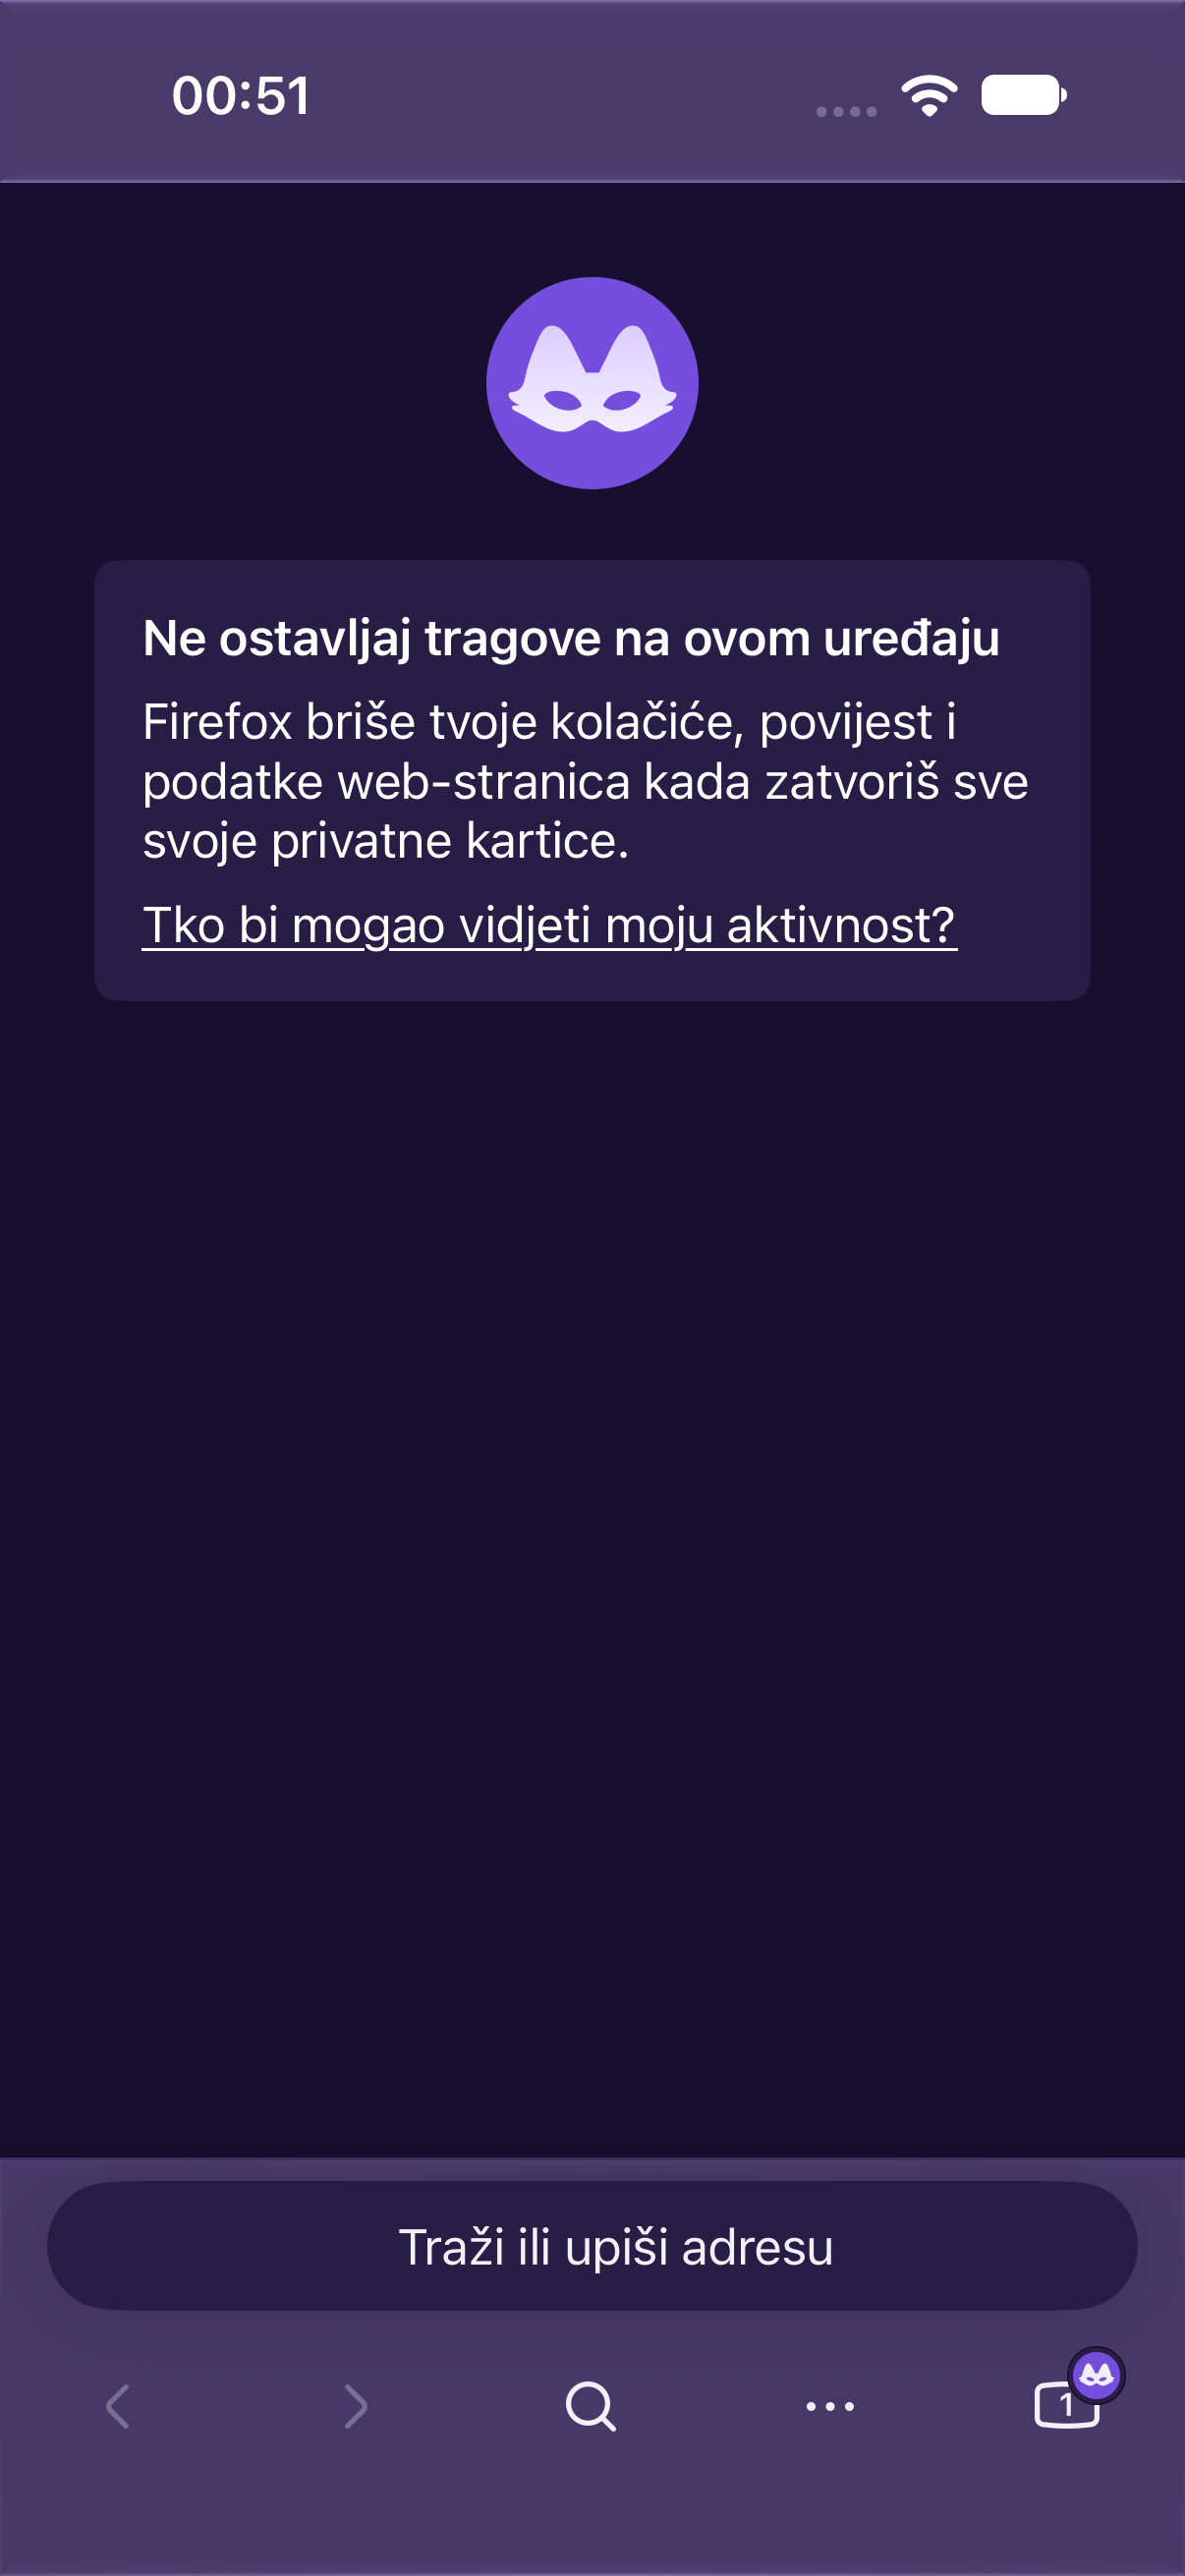 00:51
Ne ostavljaj tragove na ovom uređaju
Firefox briše tvoje kolačiće, povijest i
podatke web-stranica kada zatvoriš sve
svoje privatne kartice.
Tko bi mogao vidjeti moju aktivnost?
Traži ili upiši adresu
1